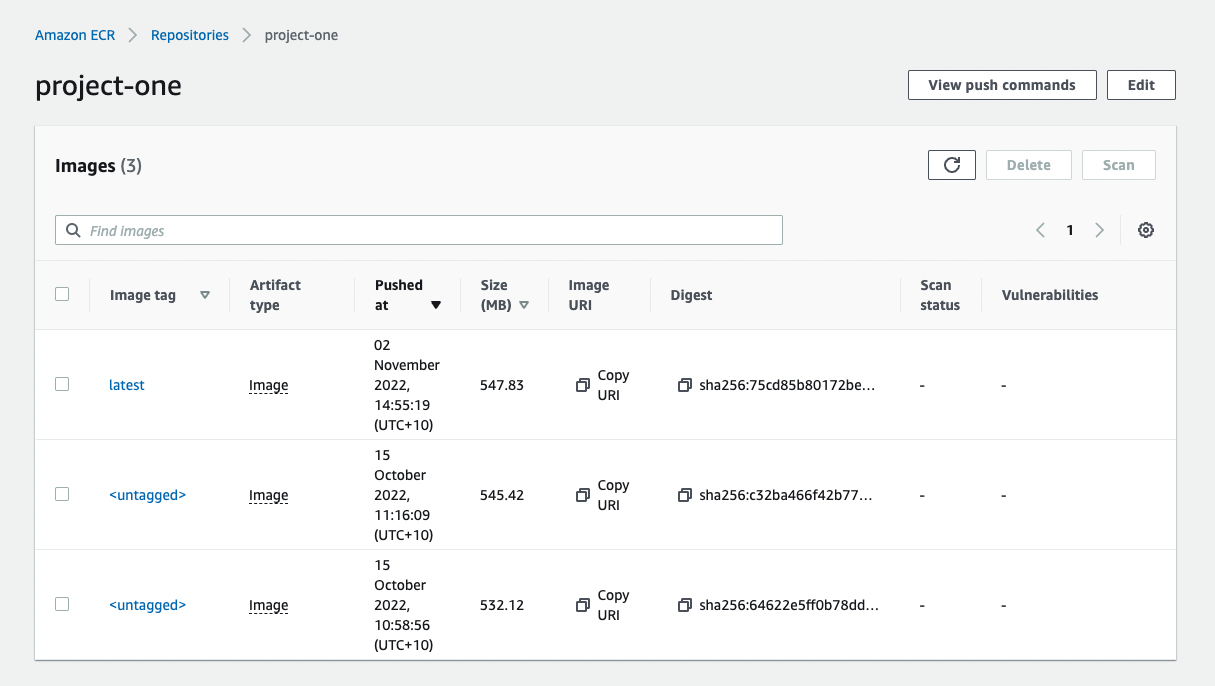 Amazon ECR > Repositories > project-one
project-one
View push commands
Edit
Images (3)
Delete
Scan
Find images
1
Image tag
Artifact
type
Pushed
at
Size
(MB)
Image
URI
Digest
Scan
status
Vulnerabilities
latest
Image
02
November
2022,
14:55:19
(UTC+10)
547.83
Copy
URI
sha256:75cd85b80172be...
-
-
<untagged>
Image
15
October
2022,
11:16:09
(UTC+10)
545.42
Copy
URI
sha256:c32ba466f42b77...
-
-
<untagged>
Image
15
October
2022,
10:58:56
(UTC+10)
532.12
Copy
URI
sha256:64622e5ff0b78dd...
-
-